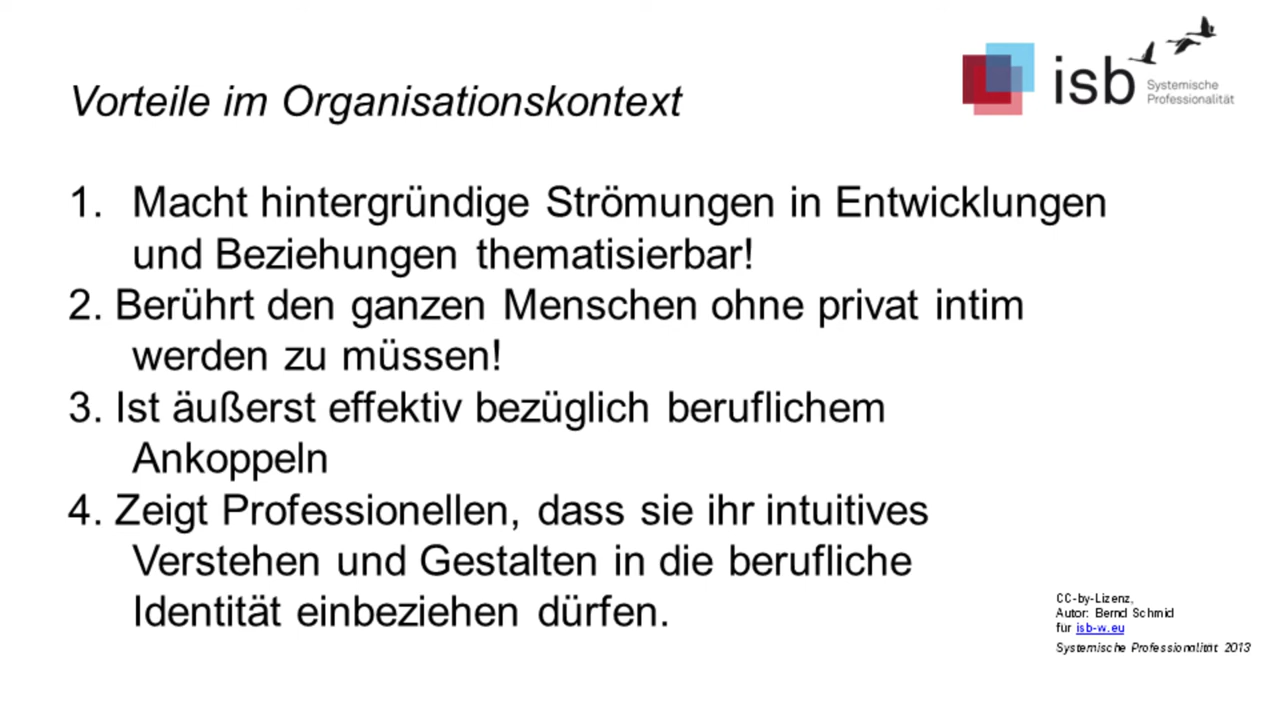 Vorteile im Organisationskontext
isb
Systemische
Professionalität
1. Macht hintergründige Strömungen in Entwicklungen
und Beziehungen thematisierbar!
2. Berührt den ganzen Menschen ohne privat intim
werden zu müssen!
3. Ist äußerst effektiv bezüglich beruflichem
Ankoppeln
4. Zeigt Professionellen, dass sie ihr intuitives
Verstehen und Gestalten in die berufliche
Identität einbeziehen dürfen.
CC-by-Lizenz,
Autor: Bernd Schmid
für isb-w.eu
Systemische Professionalität 2013